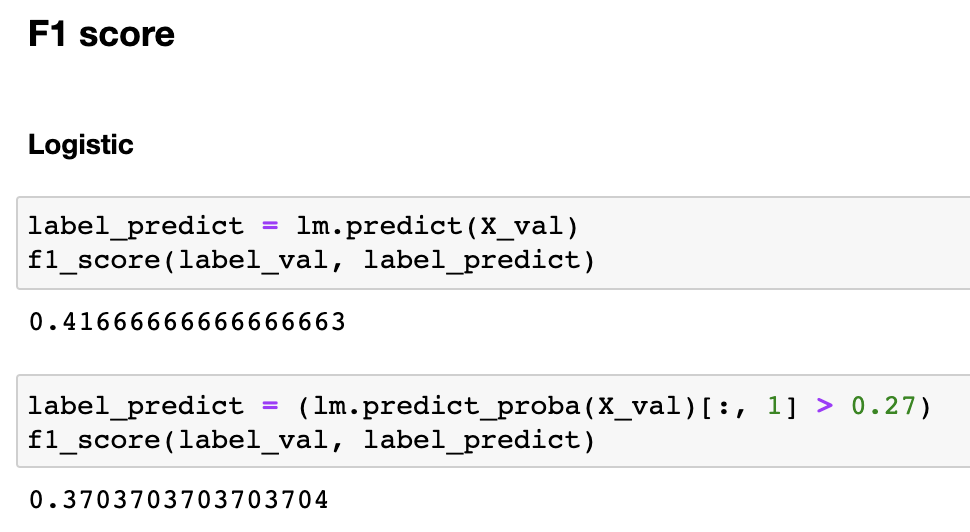 F1 score
Logistic
label_predict = lm.predict(X_val)
f1_score(label_val, label_predict)
0.41666666666666663
label_predict = (lm.predict_proba(X_val)[:, 1] > 0.27)
f1_score(label_val, label_predict)
0.3703703703703704